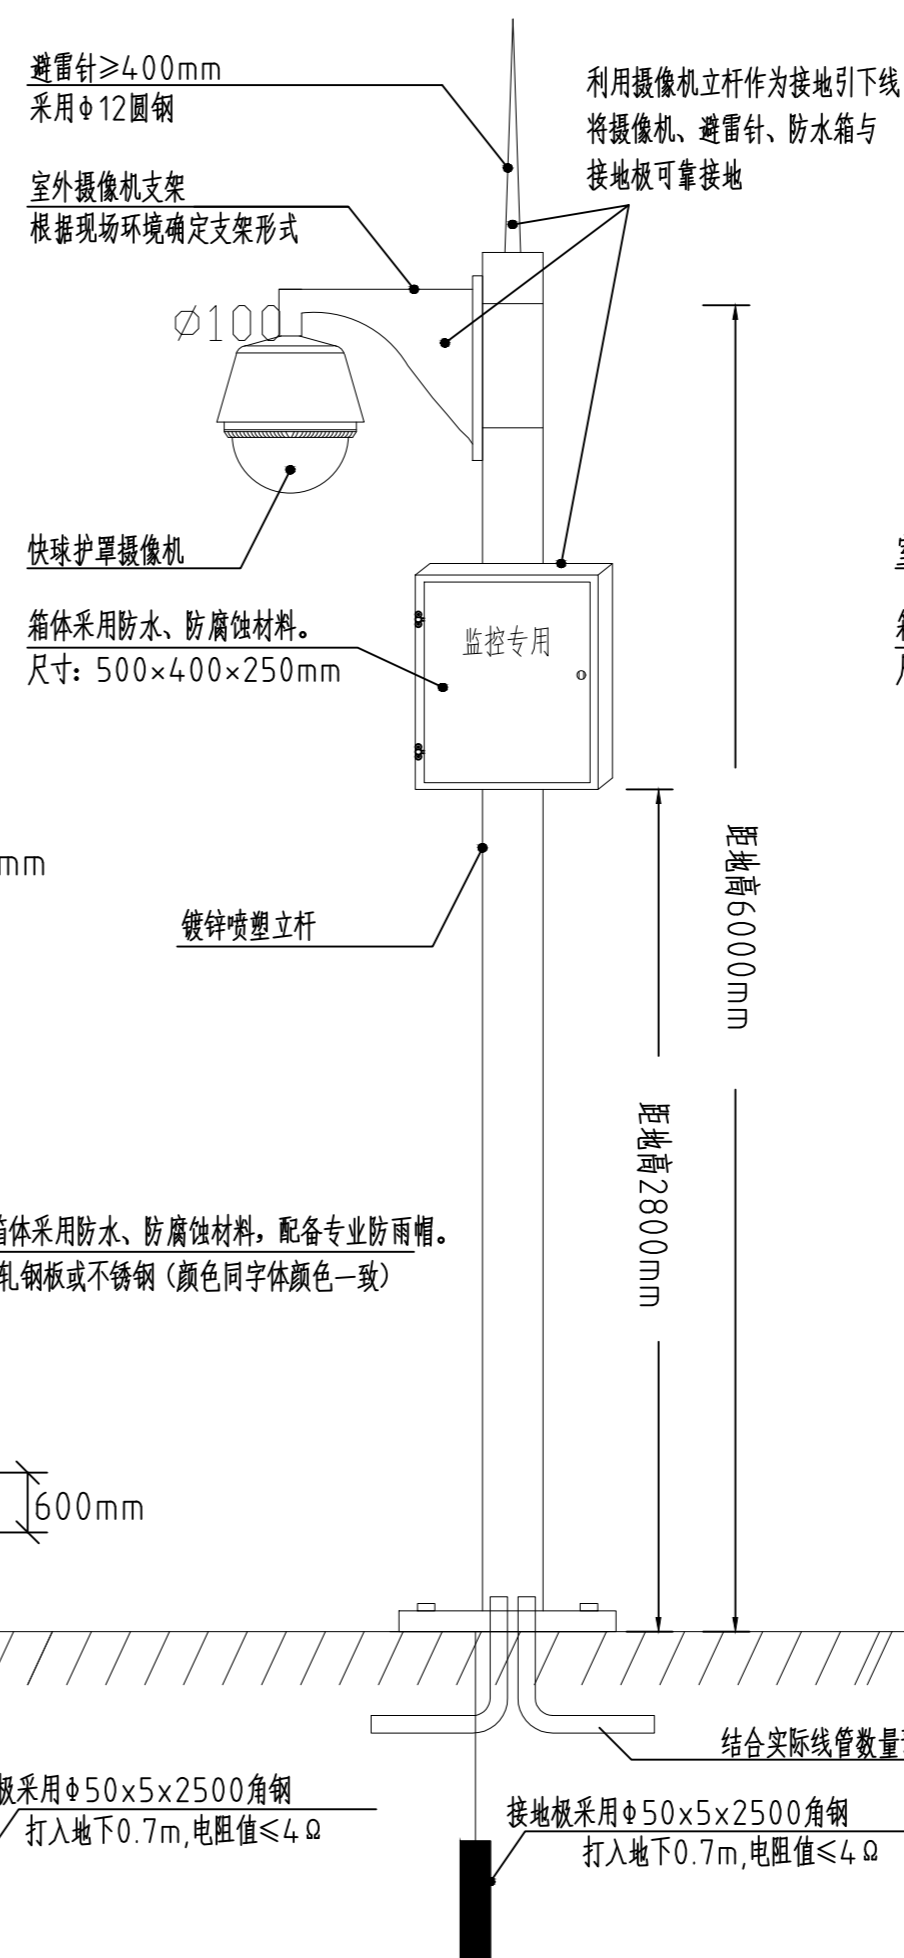 避雷针≥400mm
采用Φ12圆钢
利用摄像机立杆作为接地引下线
将摄像机、避雷针、防水箱与
接地极可靠接地
室外摄像机支架
根据现场环境确定支架形式
Ø100
快球护罩摄像机
箱体采用防水、防腐蚀材料。
尺寸：500×400×250mm
监控专用
距地高6000mm
mm
镀锌喷塑立杆
距地高2800mm
箱体采用防水、防腐蚀材料，配备专业防雨帽。
轧钢板或不锈钢（颜色同字体颜色一致）
600mm
结合实际线管数量
极采用Φ50x5x2500角钢
打入地下0.7m,电阻值≤4Ω
接地极采用Φ50x5x2500角钢
打入地下0.7m,电阻值≤4Ω